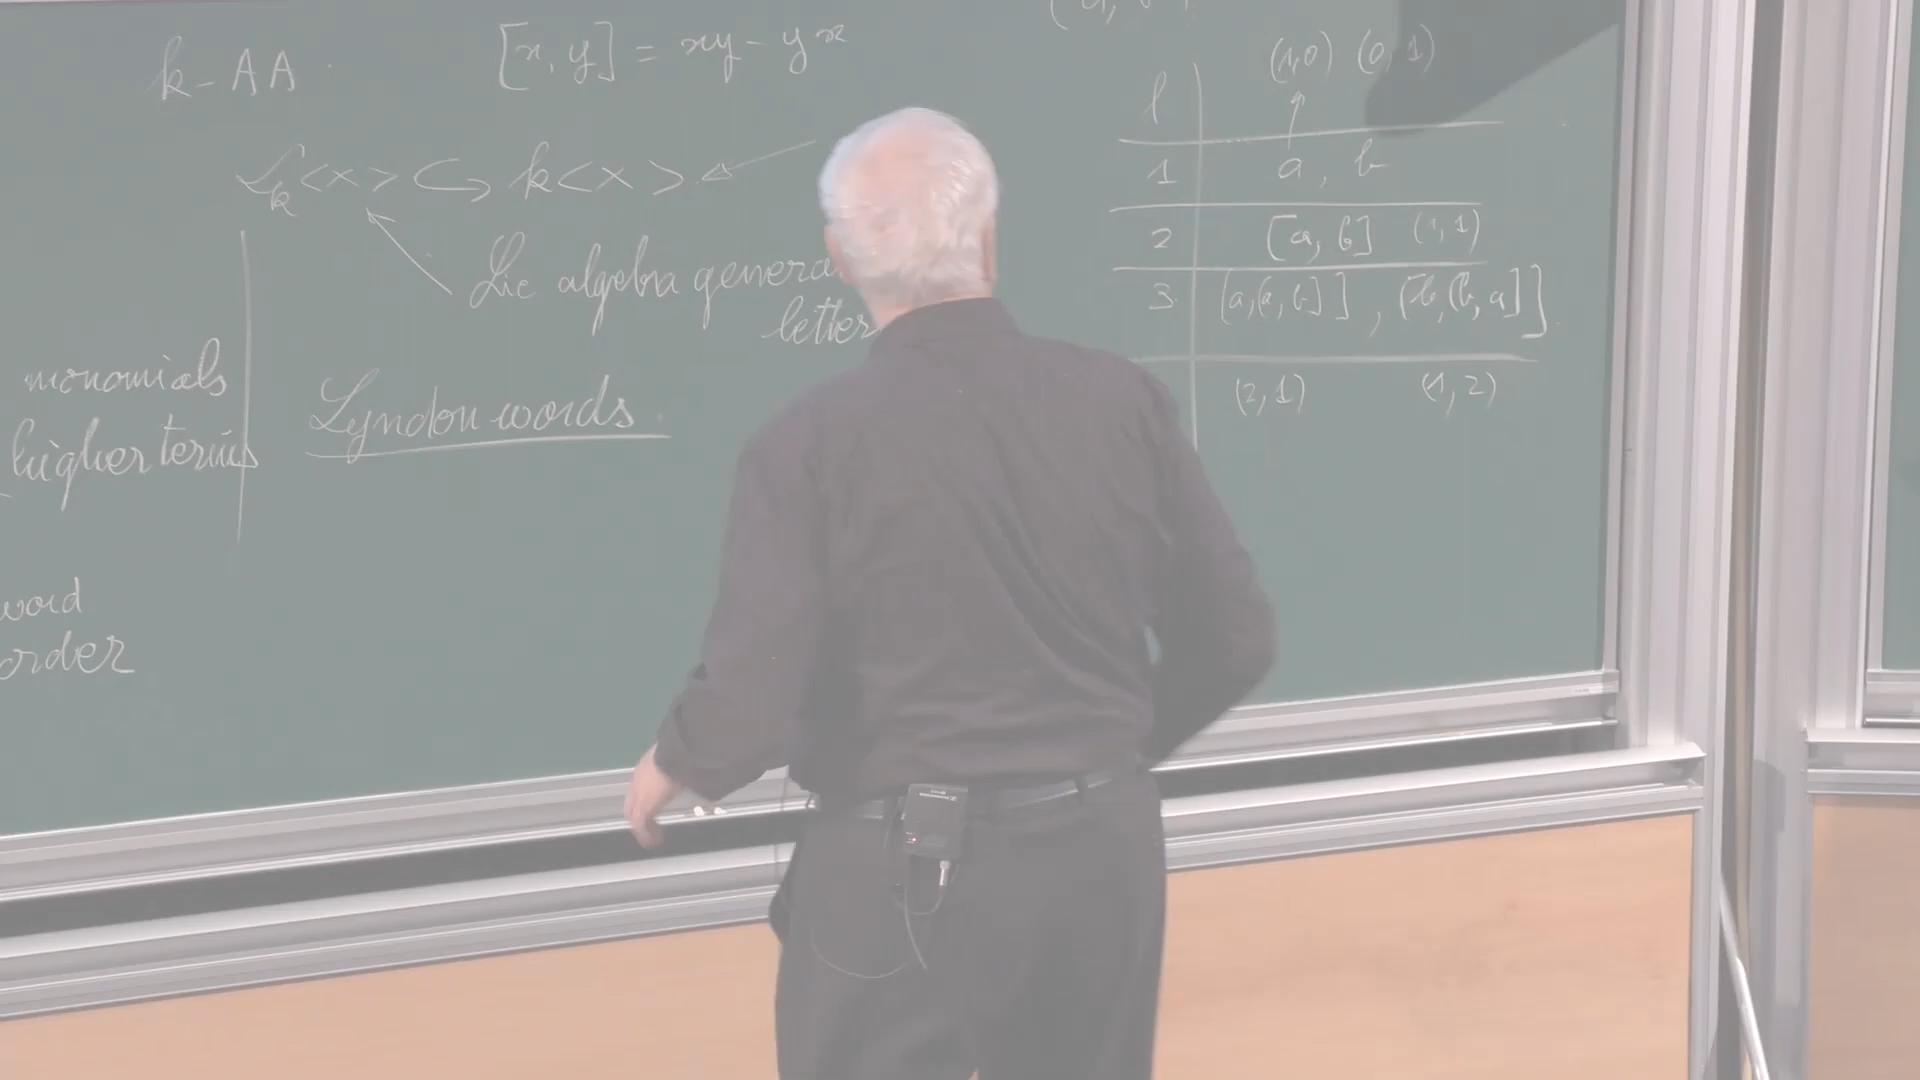 k-AA
[x, y] = xy - yx
L_k<X> ↪ k<X> ←
Lie algebra genera
letter
monomials
higher terms
Lyndon words.
word
order
(1,0) (0,1)
l
1 a, b
2 [a, b] (1,1)
3 [a,[a, b]], [b,[b, a]]
(2,1) (1,2)